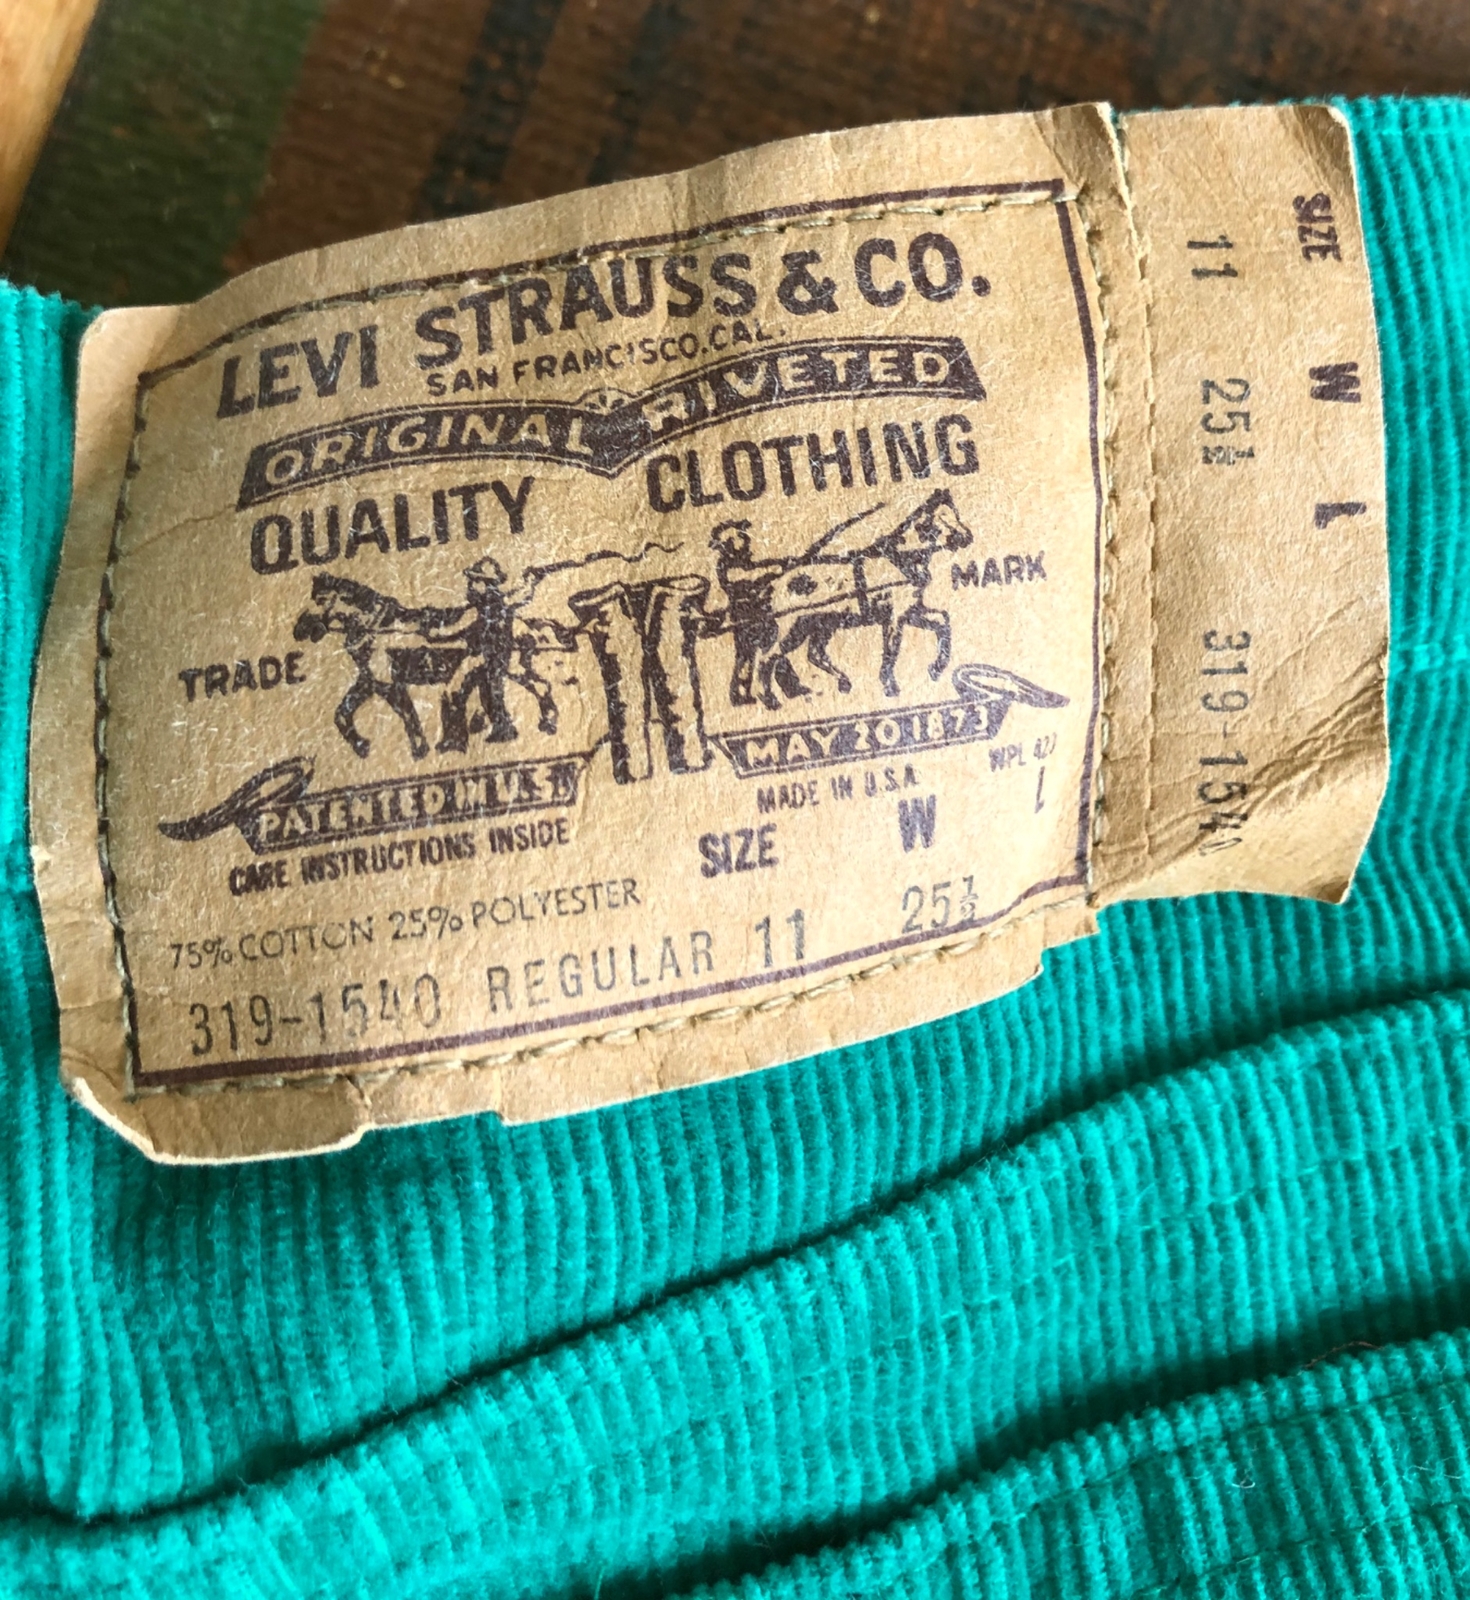 LEVI STRAUSS & CO.
SAN FRANCISCO, CAL.
ORIGINAL RIVETED
QUALITY CLOTHING
TRADE MARK
PATENTED IN U.S. MAY 20 1873
CARE INSTRUCTIONS INSIDE
MADE IN U.S.A.
WPL 423
SIZE W L
75% COTTON 25% POLYESTER
319-1540 REGULAR 11 25½
SIZE W L
11 25½ 319-1540